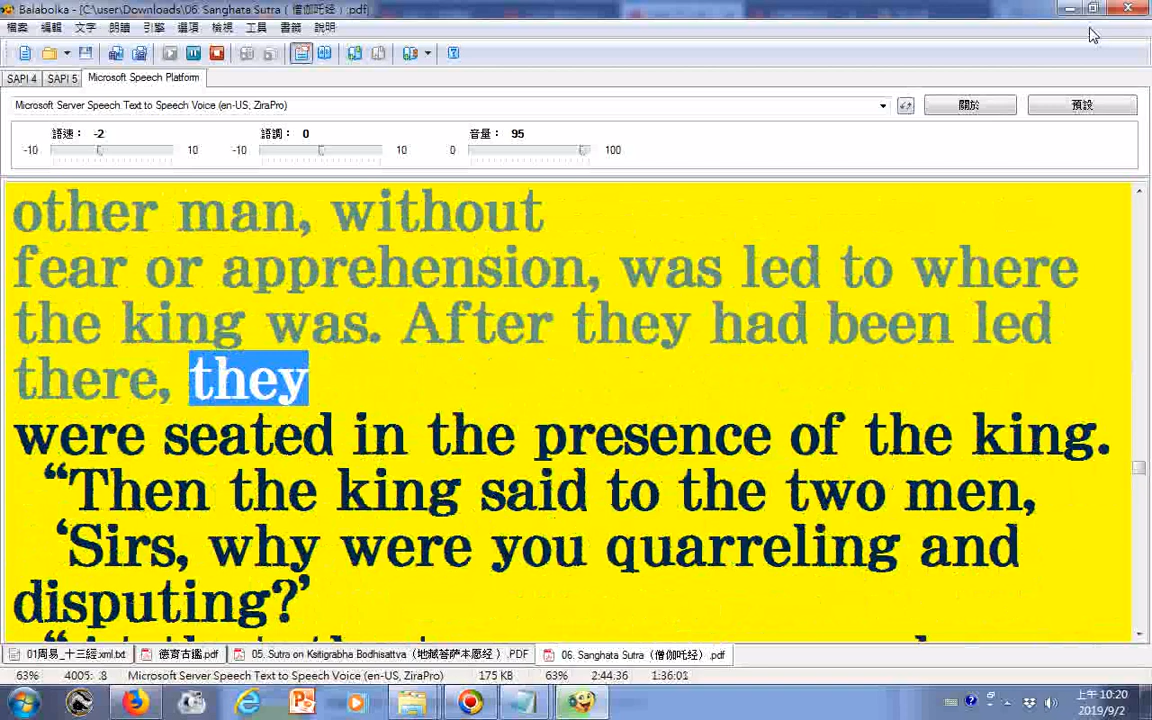 Balabolka - [C:\user\Downloads\06. Sanghata Sutra（僧伽吒经）.pdf]
檔案 編輯 文字 朗讀 引擎 選項 檢視 工具 書籤 說明
SAPI 4 SAPI 5 Microsoft Speech Platform
Microsoft Server Speech Text to Speech Voice (en-US, ZiraPro) 關於 預設
語速： -2 語調： 0 音量： 95
-10 10 -10 10 0 100
other man, without
fear or apprehension, was led to where
the king was. After they had been led
there, they
were seated in the presence of the king.
“Then the king said to the two men,
‘Sirs, why were you quarreling and
disputing?’
01周易_十三經.xml.txt 德育古鑑.pdf 05. Sutra on Ksitigrabha Bodhisattva（地藏菩萨本愿经）.PDF 06. Sanghata Sutra（僧伽吒经）.pdf
63% 4005: :8 Microsoft Server Speech Text to Speech Voice (en-US, ZiraPro) 175 KB 63% 2:44.36 1:36:01
上午 10:20
2019/9/2